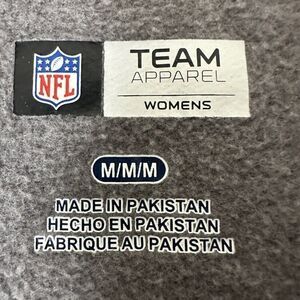 NFL
TEAM
APPAREL
WOMENS
M/M/M
MADE IN PAKISTAN
HECHO EN PAKISTAN
FABRIQUE AU PAKISTAN